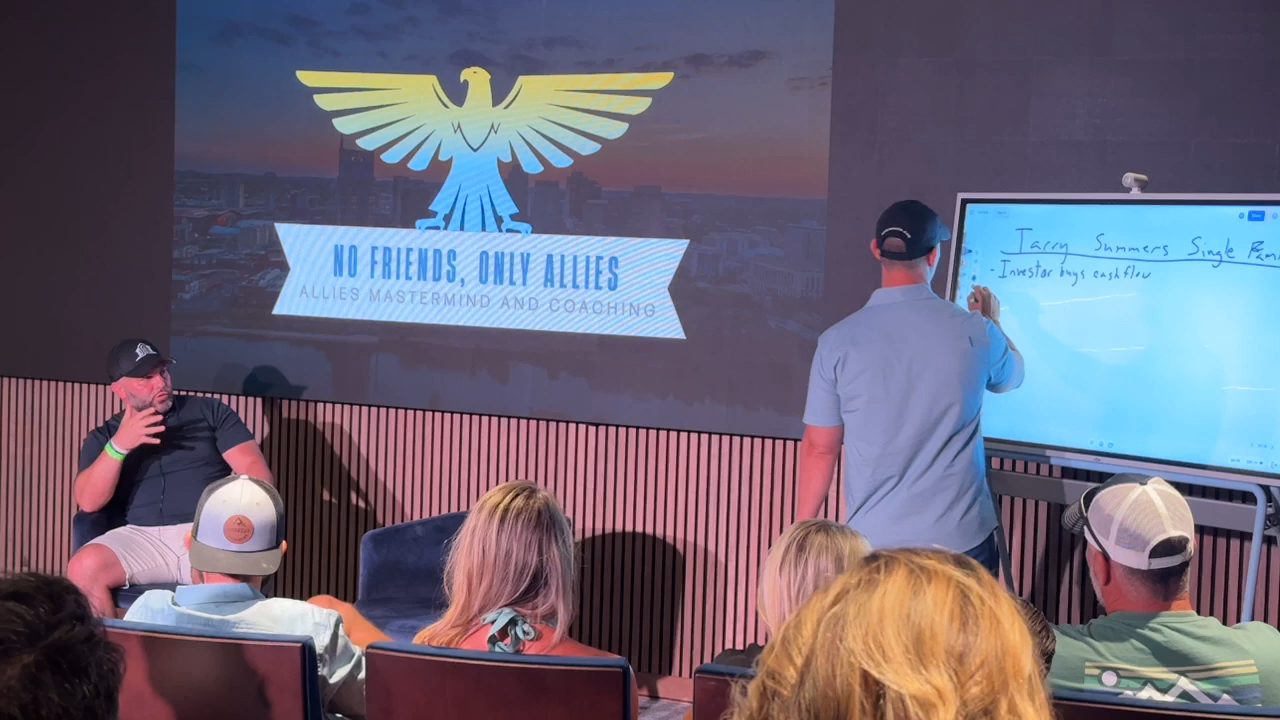 NO FRIENDS, ONLY ALLIES
ALLIES MASTERMIND AND COACHING
Tarry Summers Single
- Investor buys cashflow